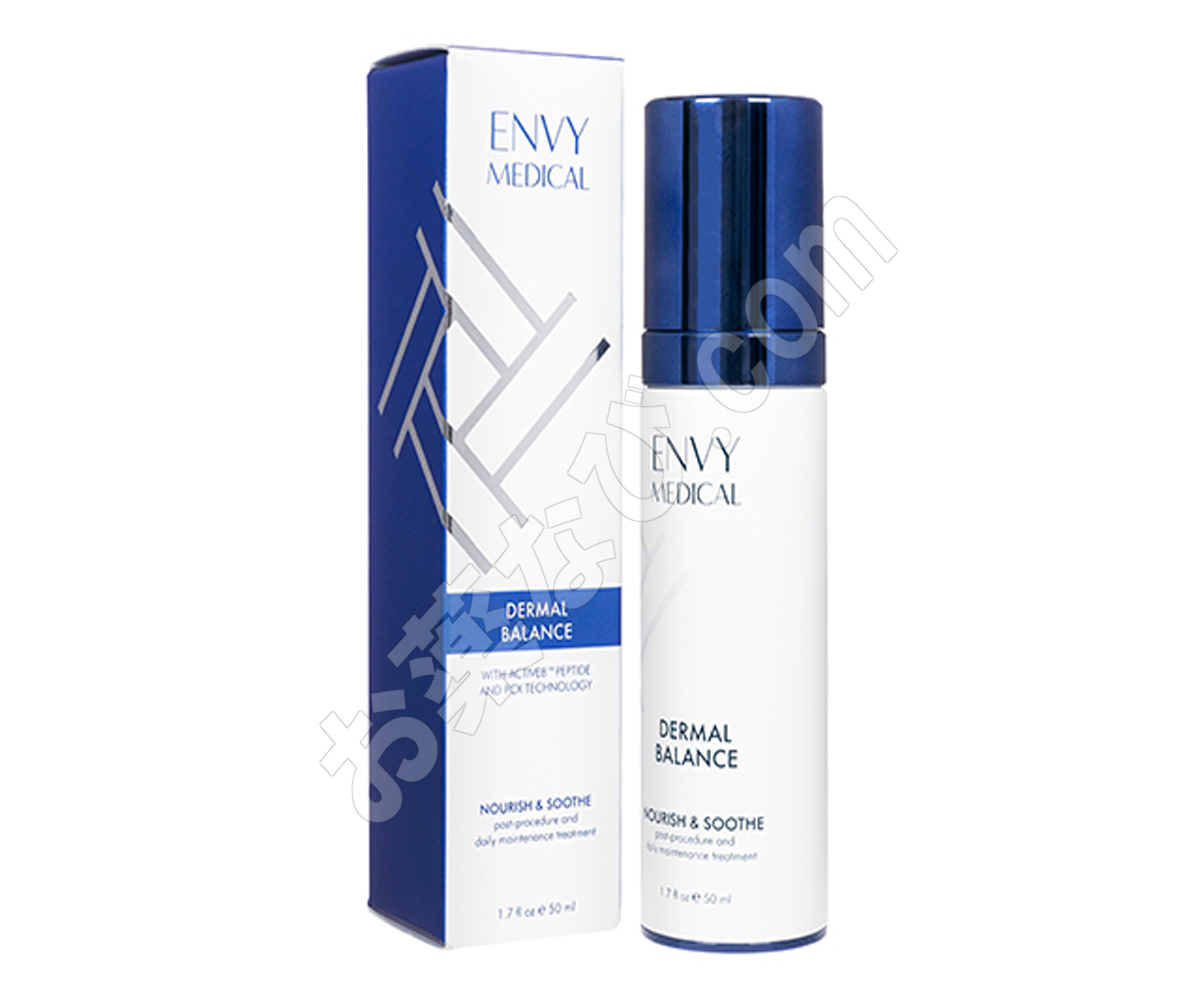 ENVY
MEDICAL
DERMAL
BALANCE
WITH ACTIVE8™ PEPTIDE
AND PCX TECHNOLOGY
NOURISH & SOOTHE
post-procedure and
daily maintenance treatment
1.7 fl oz e 50 ml
ENVY
MEDICAL
DERMAL
BALANCE
NOURISH & SOOTHE
post-procedure and
daily maintenance treatment
1.7 fl oz e 50 ml
お薬なび.com